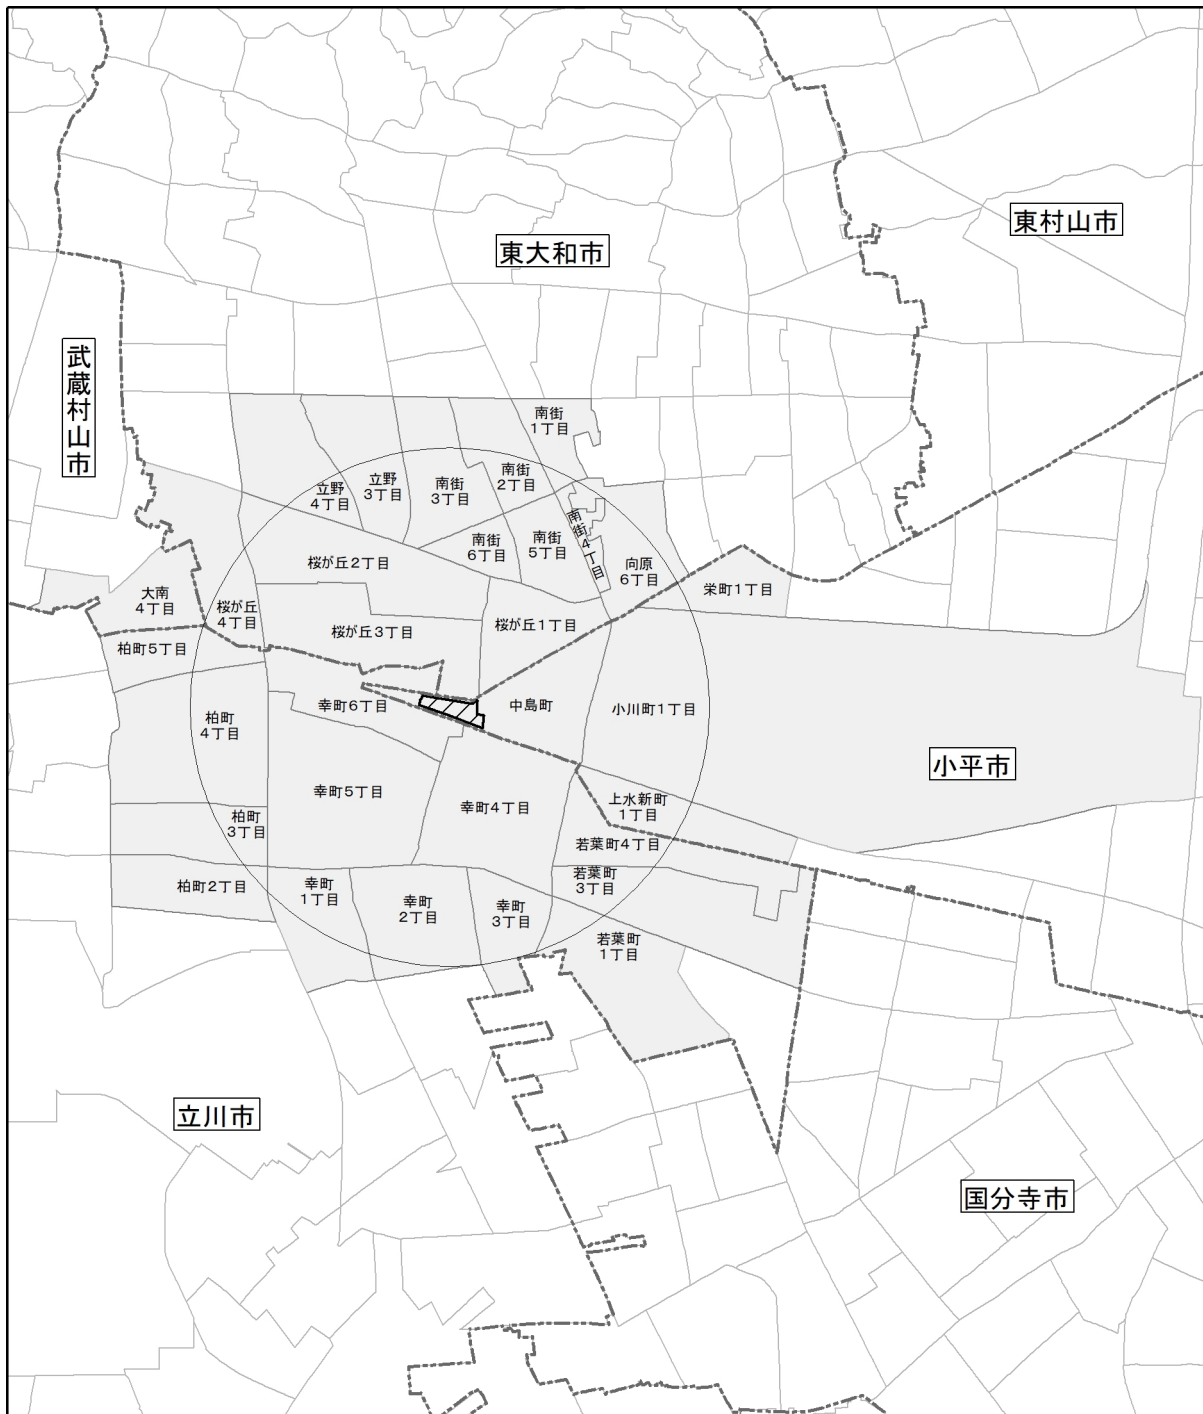 東村山市
東大和市
武蔵村山市
南街
1丁目
南街
2丁目
立野
3丁目
立野
4丁目
南街
3丁目
南街4丁目
南街
5丁目
南街
6丁目
桜が丘2丁目
向原
6丁目
栄町1丁目
大南
4丁目
桜が丘
4丁目
桜が丘1丁目
桜が丘3丁目
柏町5丁目
幸町6丁目
中島町
小川町1丁目
柏町
4丁目
小平市
幸町5丁目
幸町4丁目
上水新町
1丁目
柏町
3丁目
若葉町4丁目
若葉町
3丁目
柏町2丁目
幸町
1丁目
幸町
2丁目
幸町
3丁目
若葉町
1丁目
立川市
国分寺市